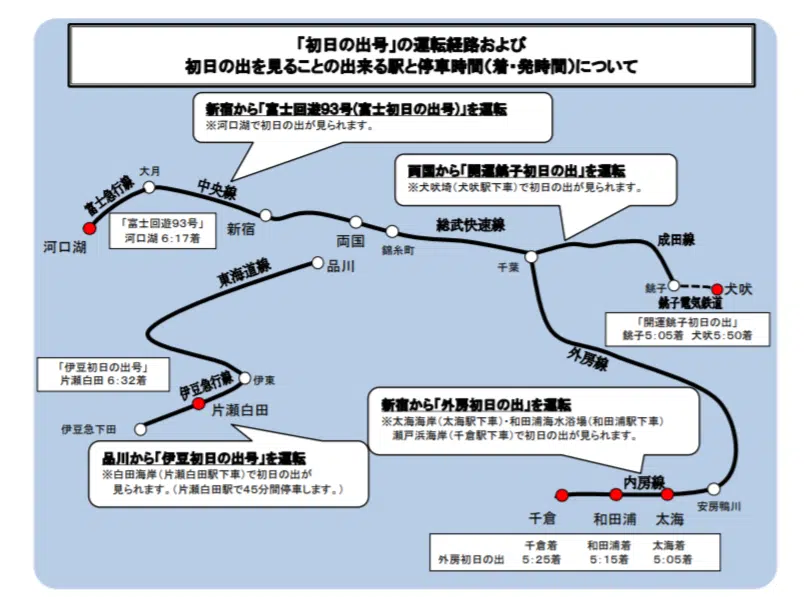 「初日の出号」の運転経路および
初日の出を見ることの出来る駅と停車時間(着・発時間)について
新宿から「富士回遊93号(富士初日の出号)」を運転
※河口湖で初日の出が見られます。
両国から「開運銚子初日の出」を運転
※犬吠埼(犬吠駅下車)で初日の出が見られます。
大月
富士急行線
中央線
河口湖
「富士回遊93号」
河口湖 6:17着
新宿
両国
錦糸町
総武快速線
千葉
成田線
銚子
犬吠
銚子電気鉄道
「開運銚子初日の出」
銚子5:05着 犬吠5:50着
東海道線
品川
外房線
「伊豆初日の出号」
片瀬白田 6:32着
伊豆急行線
伊東
片瀬白田
伊豆急下田
新宿から「外房初日の出」を運転
※太海海岸(太海駅下車)・和田浦海水浴場(和田浦駅下車)
瀬戸浜海岸(千倉駅下車)で初日の出が見られます。
品川から「伊豆初日の出号」を運転
※白田海岸(片瀬白田駅下車)で初日の出が
見られます。(片瀬白田駅で45分間停車します。)
内房線
安房鴨川
千倉
和田浦
太海
千倉着 和田浦着 太海着
外房初日の出 5:25着 5:15着 5:05着